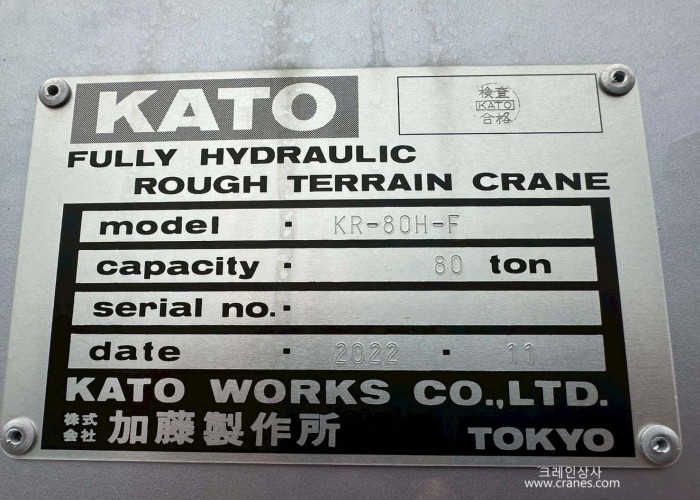 KATO
検査
KATO
合格
FULLY HYDRAULIC
ROUGH TERRAIN CRANE
model · KR-80H-F
capacity · 80 ton
serial no.·
date · 2022 · 11
KATO WORKS CO.,LTD.
株式会社 加藤製作所 TOKYO
크레인상사
www.cranes.com